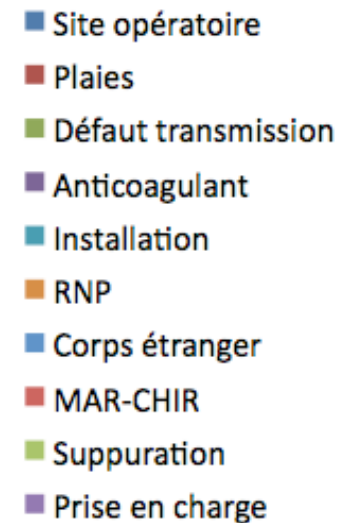 Site opératoire
Plaies
Défaut transmission
Anticoagulant
Installation
RNP
Corps étranger
MAR-CHIR
Suppuration
Prise en charge